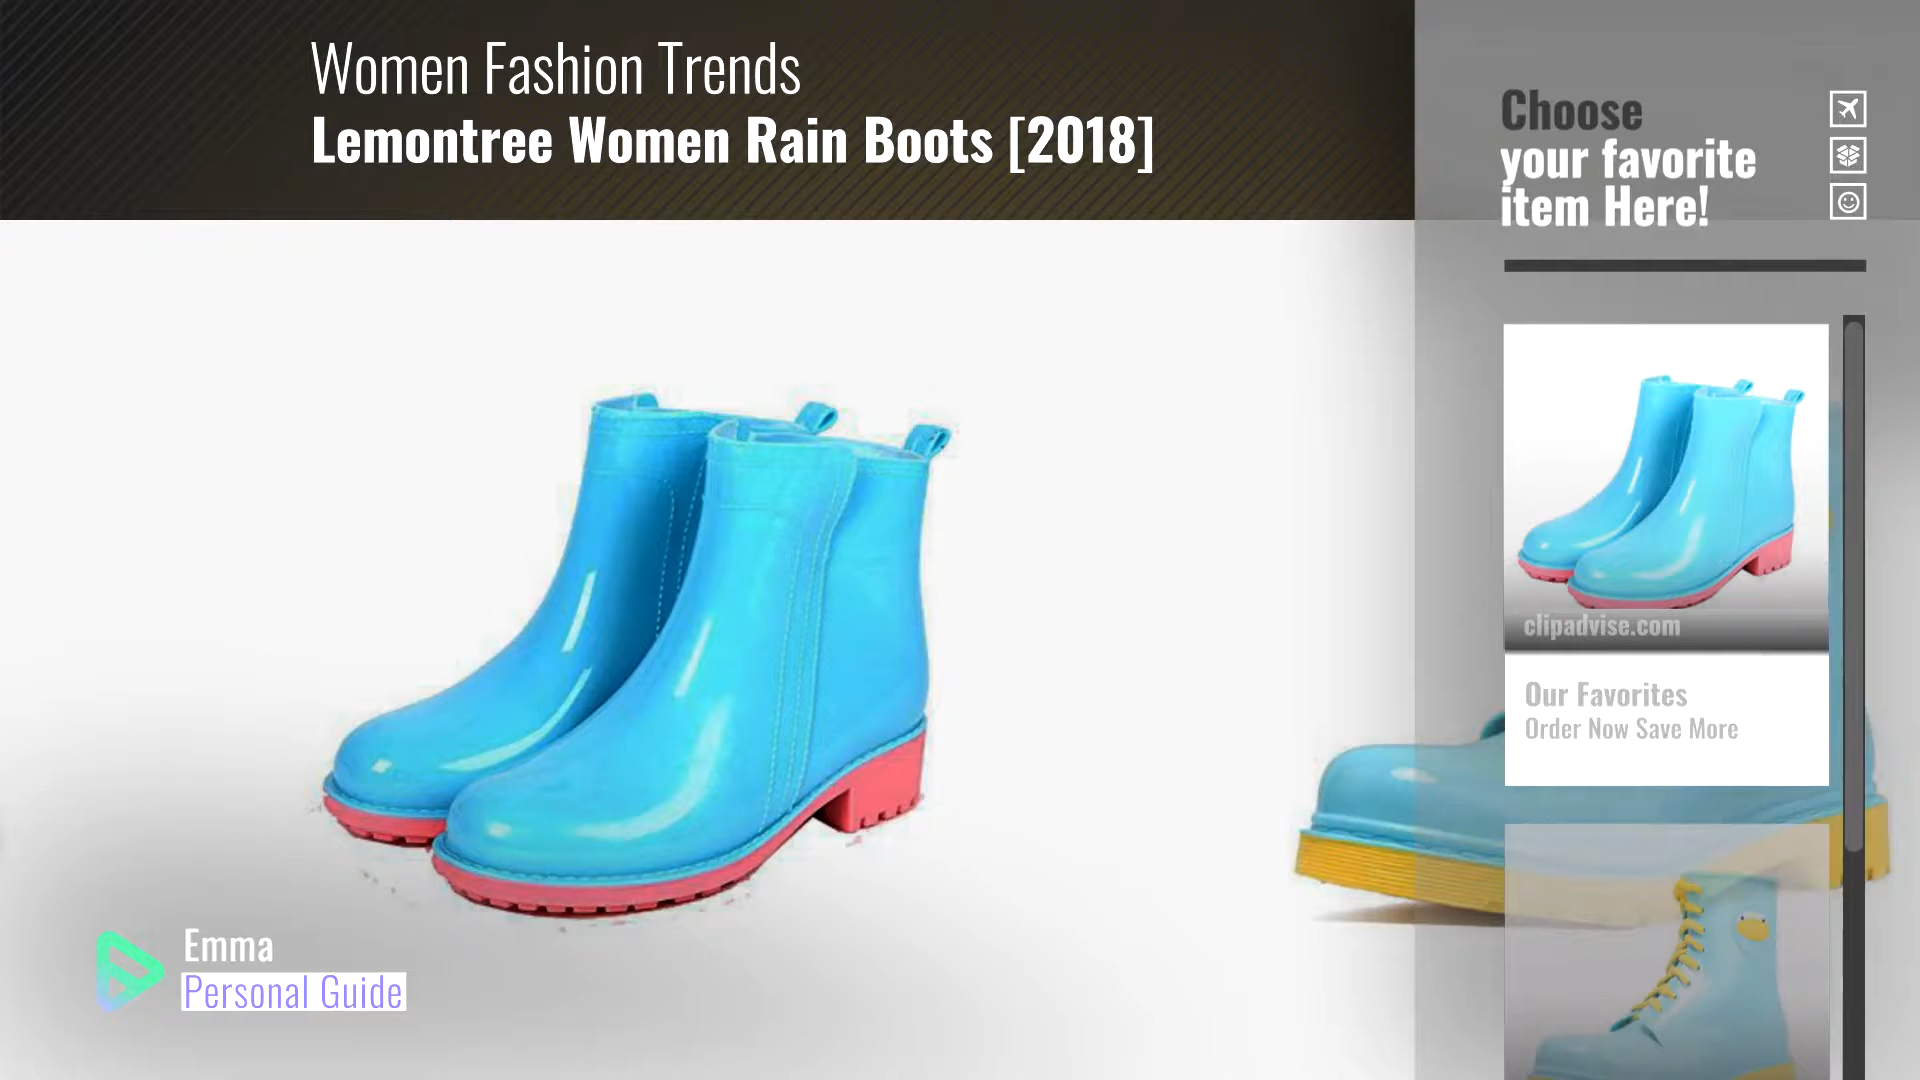 Women Fashion Trends
Lemontree Women Rain Boots [2018]
Choose
your favorite
item Here!
clipadvise.com
Our Favorites
Order Now Save More
Emma
Personal Guide